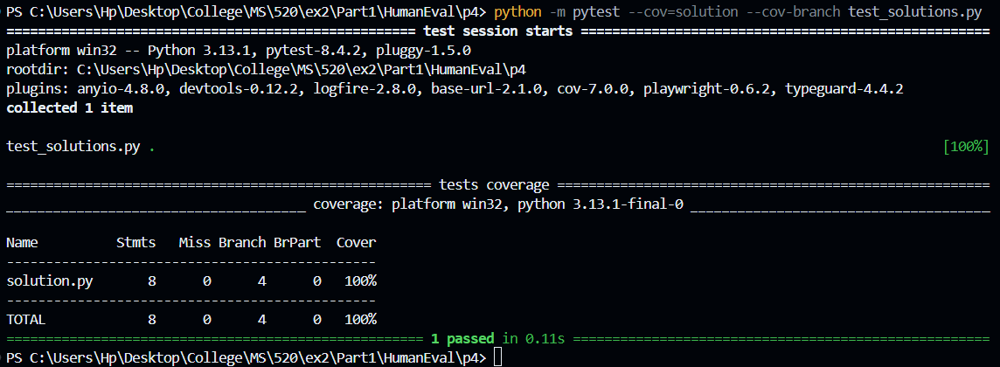 PS C:\Users\Hp\Desktop\College\MS\520\ex2\Part1\HumanEval\p4> python -m pytest --cov=solution --cov-branch test_solutions.py
================================================== test session starts ==================================================
platform win32 -- Python 3.13.1, pytest-8.4.2, pluggy-1.5.0
rootdir: C:\Users\Hp\Desktop\College\MS\520\ex2\Part1\HumanEval\p4
plugins: anyio-4.8.0, devtools-0.12.2, logfire-2.8.0, base-url-2.1.0, cov-7.0.0, playwright-0.6.2, typeguard-4.4.2
collected 1 item
test_solutions.py . [100%]
==================================================== tests coverage =====================================================
_____________________________________ coverage: platform win32, python 3.13.1-final-0 _____________________________________
Name Stmts Miss Branch BrPart Cover
-----------------------------------------------
solution.py 8 0 4 0 100%
-----------------------------------------------
TOTAL 8 0 4 0 100%
=================================================== 1 passed in 0.11s ===================================================
PS C:\Users\Hp\Desktop\College\MS\520\ex2\Part1\HumanEval\p4>